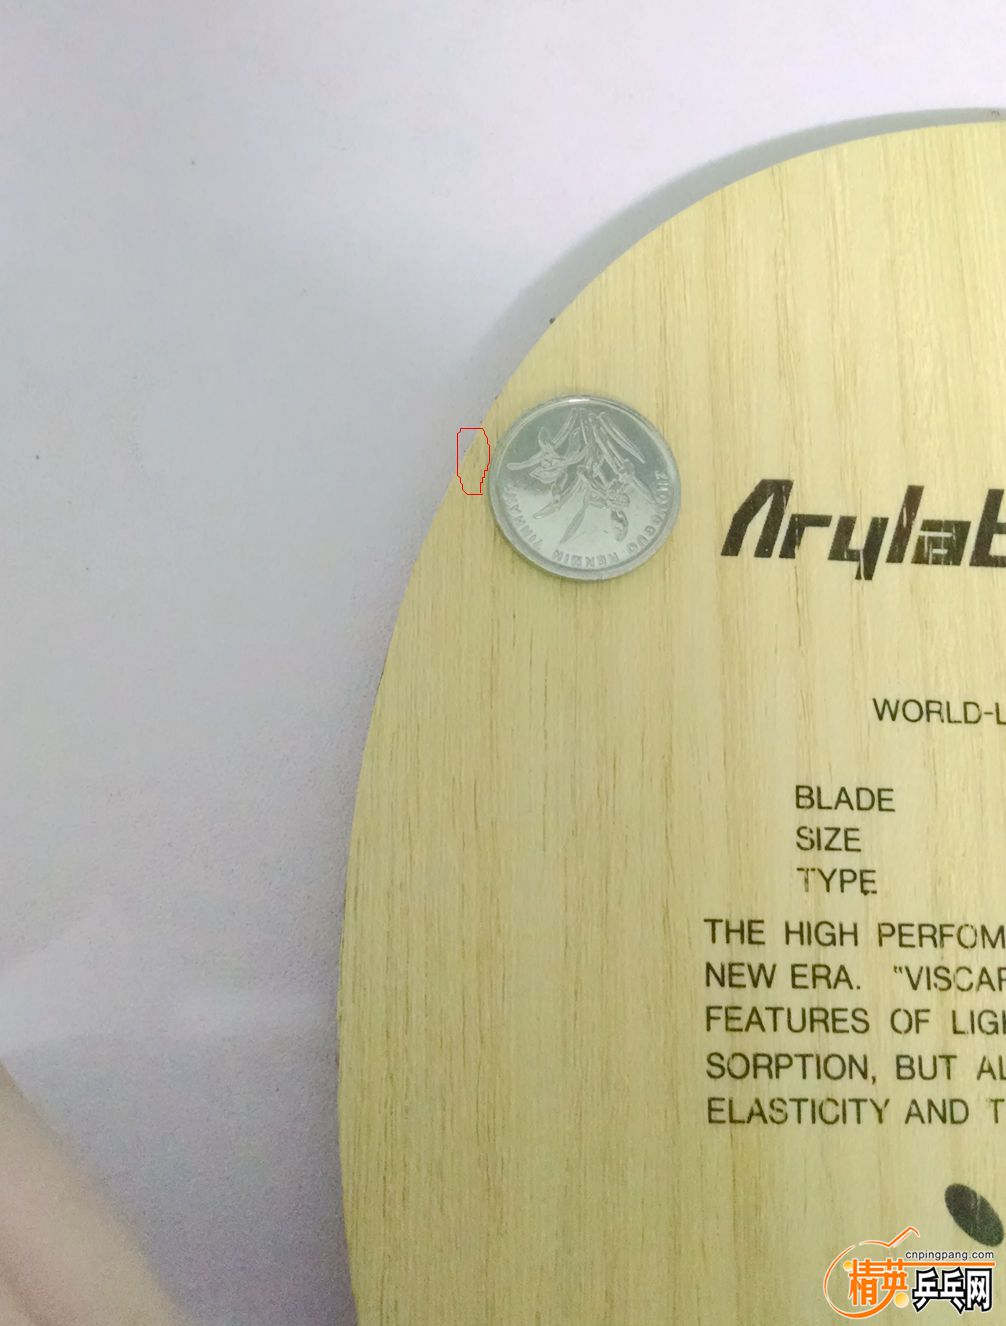 ZHONGGUO RENMIN YINHANG
Arylat
WORLD-L
BLADE
SIZE
TYPE
THE HIGH PERFOM
NEW ERA. "VISCAR
FEATURES OF LIGH
SORPTION, BUT AL
ELASTICITY AND T
cnpingpang.com
精英乒乓网